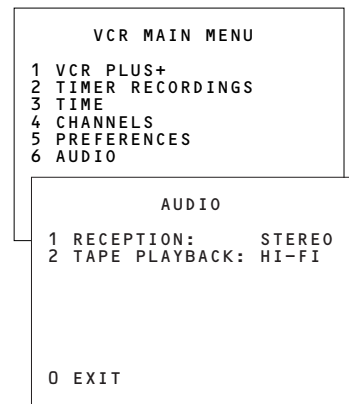 VCR MAIN MENU
1 VCR PLUS+
2 TIMER RECORDINGS
3 TIME
4 CHANNELS
5 PREFERENCES
6 AUDIO
AUDIO
1 RECEPTION: STEREO
2 TAPE PLAYBACK: HI-FI
0 EXIT